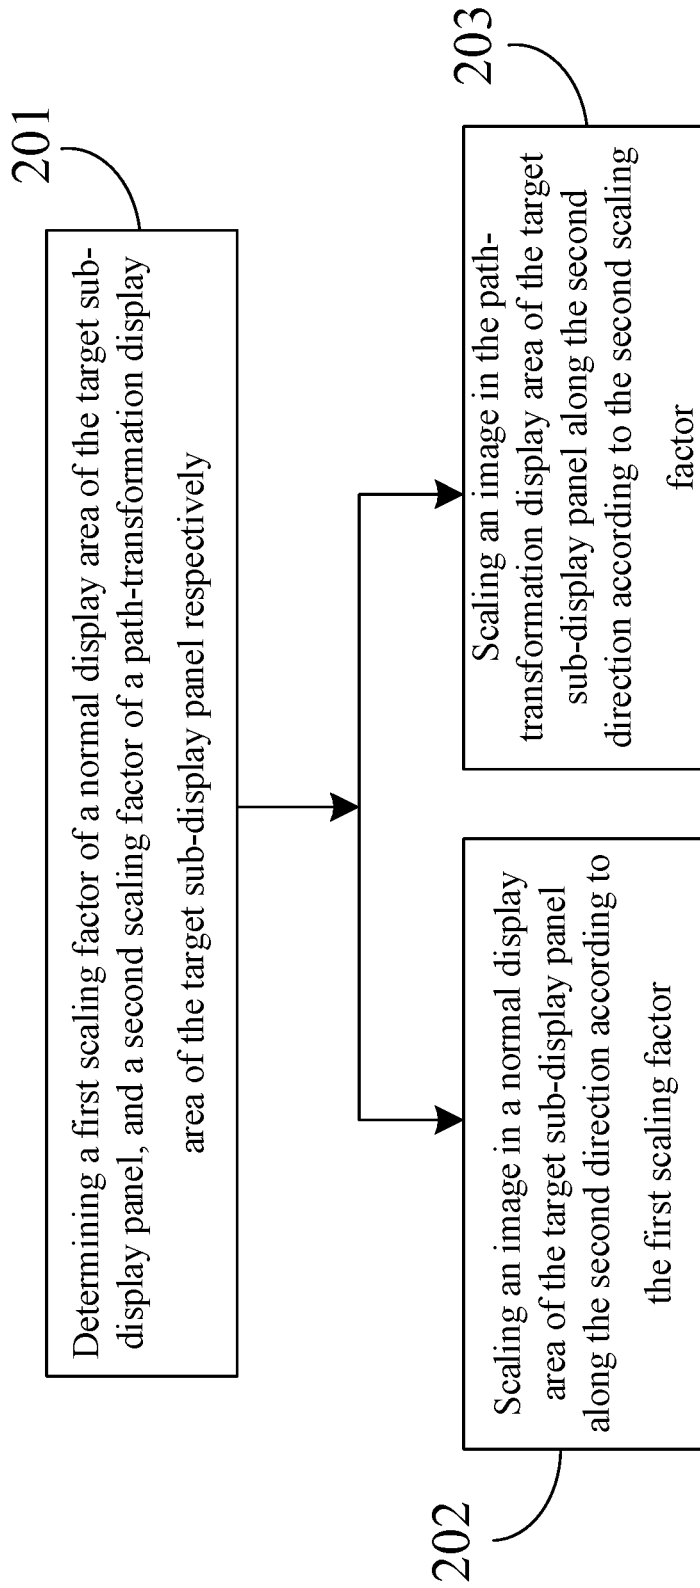 201
Determining a first scaling factor of a normal display area of the target sub-
display panel, and a second scaling factor of a path-transformation display
area of the target sub-display panel respectively
202
Scaling an image in a normal display
area of the target sub-display panel
along the second direction according to
the first scaling factor
203
Scaling an image in the path-
transformation display area of the target
sub-display panel along the second
direction according to the second scaling
factor